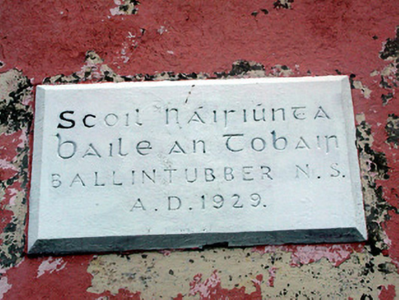 Scoil Náisiúnta
Baile an Tobair
BALLINTUBBER N.S.
A.D. 1929.